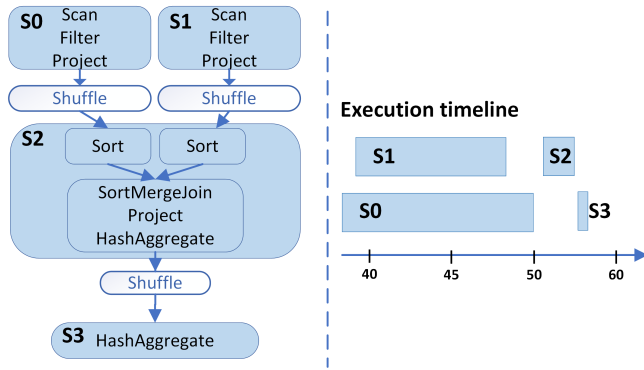 S0
Scan
Filter
Project
S1
Scan
Filter
Project
Shuffle
Shuffle
S2
Sort
Sort
SortMergeJoin
Project
HashAggregate
Shuffle
S3
HashAggregate
Execution timeline
S1
S2
S0
S3
40
45
50
60